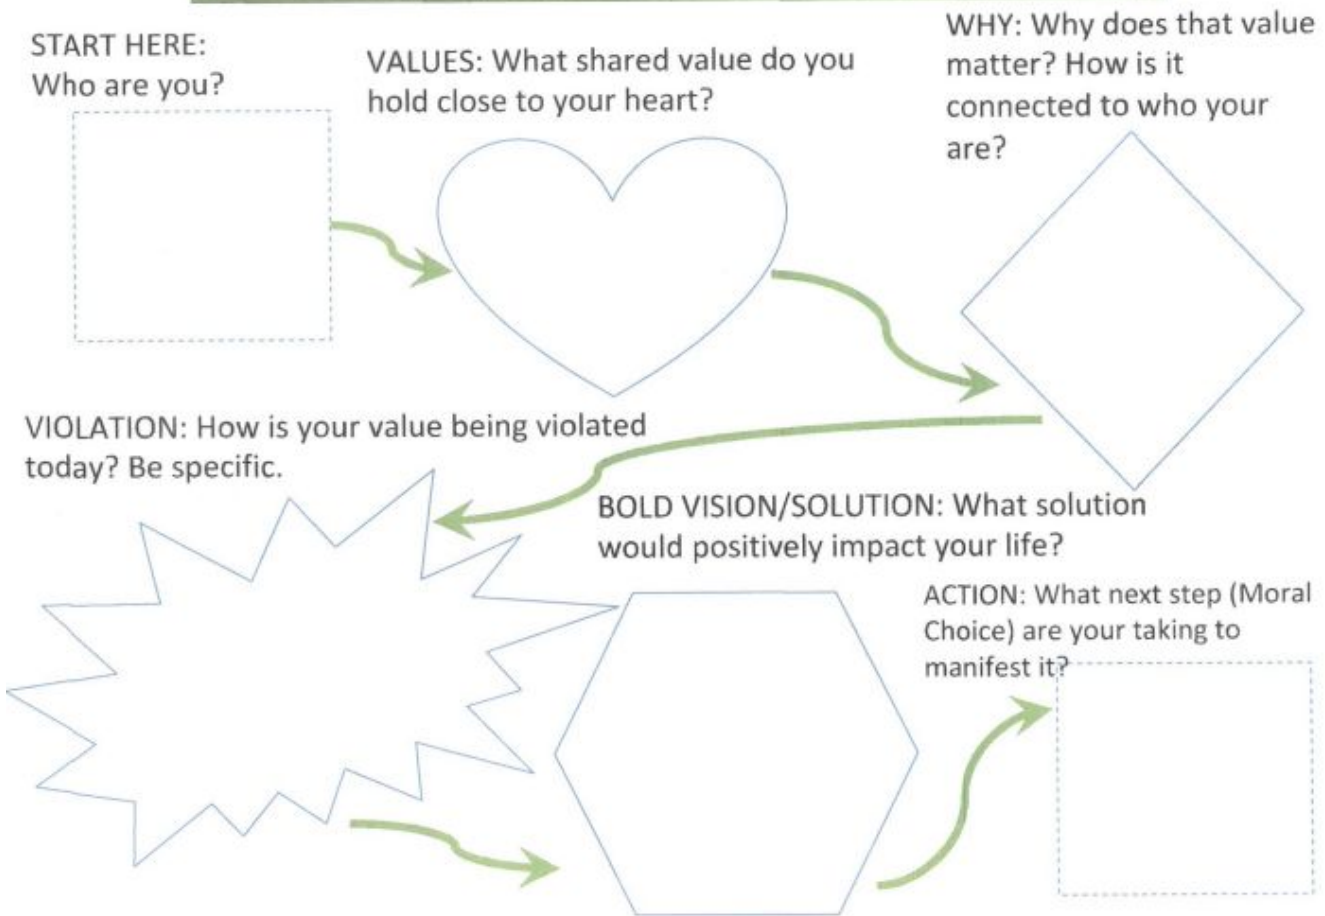 START HERE:
Who are you?
VALUES: What shared value do you
hold close to your heart?
WHY: Why does that value
matter? How is it
connected to who your
are?
VIOLATION: How is your value being violated
today? Be specific.
BOLD VISION/SOLUTION: What solution
would positively impact your life?
ACTION: What next step (Moral
Choice) are your taking to
manifest it?